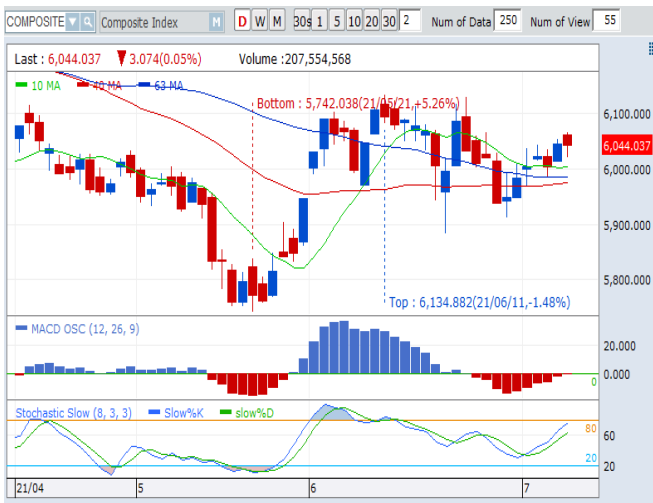 COMPOSITE Composite Index M D W M 30s 1 5 10 20 30 2 Num of Data 250 Num of View 55
Last : 6,044.037 ▼ 3.074(0.05%) Volume :207,554,568
10 MA 40 MA 63 MA
Bottom : 5,742.038(21/05/21,+5.26%)
6,100.000
6,044.037
6,000.000
5,900.000
5,800.000
Top : 6,134.882(21/06/11,-1.48%)
MACD OSC (12, 26, 9)
20.000
0 0.000
Stochastic Slow (8, 3, 3) Slow%K slow%D
80
60
20 20
21/04 5 6 7